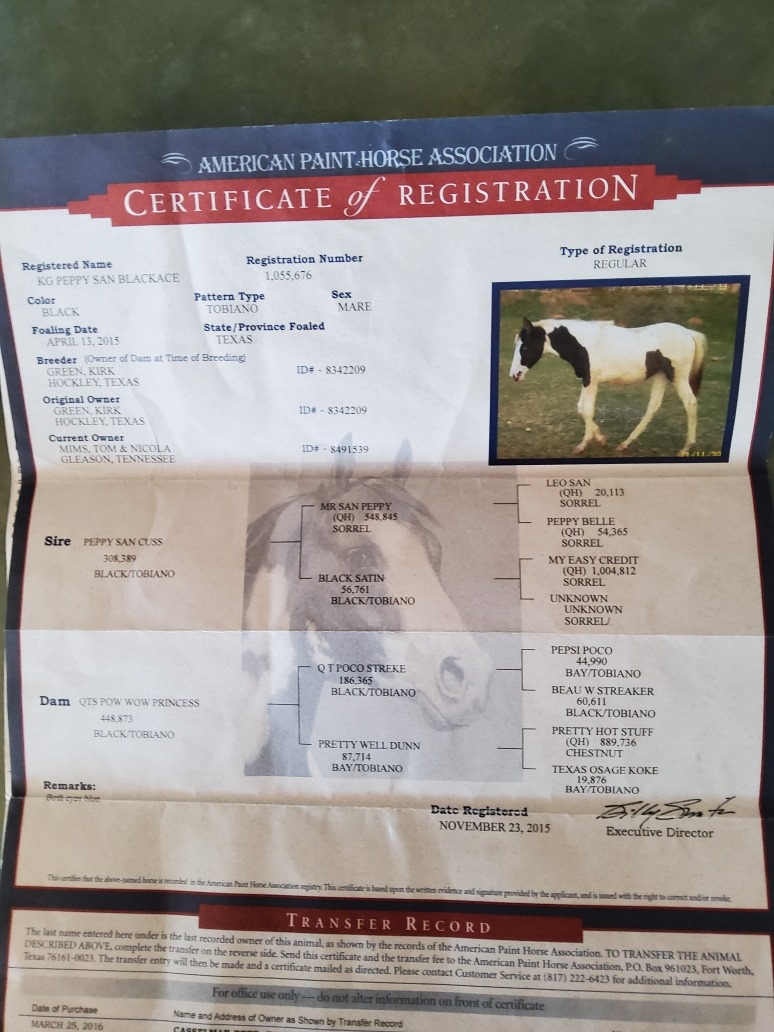 AMERICAN PAINT HORSE ASSOCIATION
CERTIFICATE of REGISTRATION
Registered Name
KG PEPPY SAN BLACKACE
Registration Number
1,055,676
Type of Registration
REGULAR
Color
BLACK
Pattern Type
TOBIANO
Sex
MARE
Foaling Date
APRIL 13, 2015
State/Province Foaled
TEXAS
Breeder (Owner of Dam at Time of Breeding)
GREEN, KIRK ID# - 8342209
HOCKLEY, TEXAS
Original Owner
GREEN, KIRK ID# - 8342209
HOCKLEY, TEXAS
Current Owner
MIMS, TOM & NICOLA ID# - 8491539
GLEASON, TENNESSEE
Sire PEPPY SAN CUSS
308,389
BLACK/TOBIANO
MR SAN PEPPY
(QH) 548,845
SORREL
BLACK SATIN
56,761
BLACK/TOBIANO
LEO SAN
(QH) 20,113
SORREL
PEPPY BELLE
(QH) 54,365
SORREL
MY EASY CREDIT
(QH) 1,004,812
SORREL
UNKNOWN
UNKNOWN
SORREL/
Dam QTS POW WOW PRINCESS
448,873
BLACK/TOBIANO
Q T POCO STREKE
186,365
BLACK/TOBIANO
PRETTY WELL DUNN
87,714
BAY/TOBIANO
PEPSI POCO
44,990
BAY/TOBIANO
BEAU W STREAKER
60,611
BLACK/TOBIANO
PRETTY HOT STUFF
(QH) 889,736
CHESTNUT
TEXAS OSAGE KOKE
19,876
BAY/TOBIANO
Remarks:
Both eyes blue
Date Registered
NOVEMBER 23, 2015
Executive Director
This certifies that the above-named horse is recorded in the American Paint Horse Association registry. This certificate is based upon the written evidence and signature provided by the applicant, and is issued with the right to correct and/or revoke.
TRANSFER RECORD
The last name entered here under is the last recorded owner of this animal, as shown by the records of the American Paint Horse Association. TO TRANSFER THE ANIMAL
DESCRIBED ABOVE, complete the transfer on the reverse side. Send this certificate and the transfer fee to the American Paint Horse Association, P.O. Box 961023, Fort Worth,
Texas 76161-0023. The transfer entry will then be made and a certificate mailed as directed. Please contact Customer Service at (817) 222-6423 for additional information.
For office use only — do not alter information on front of certificate
Date of Purchase
Name and Address of Owner as Shown by Transfer Record
MARCH 25, 2016